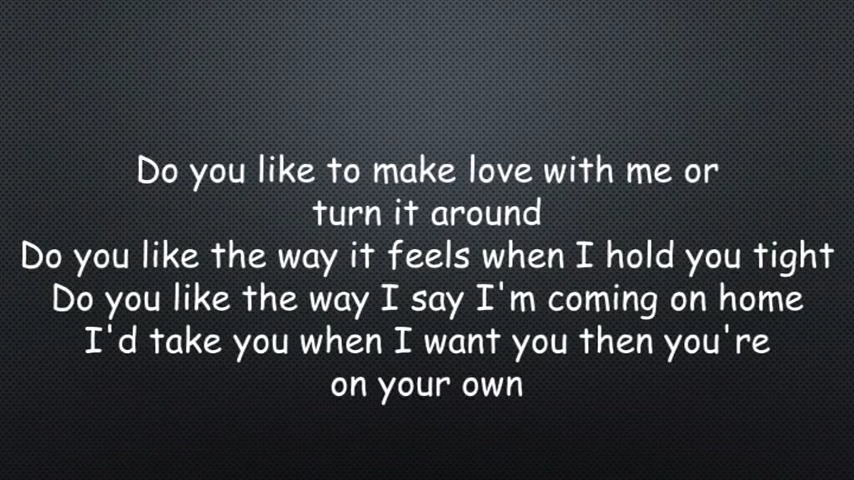 Do you like to make love with me or
turn it around
Do you like the way it feels when I hold you tight
Do you like the way I say I'm coming on home
I'd take you when I want you then you're
on your own